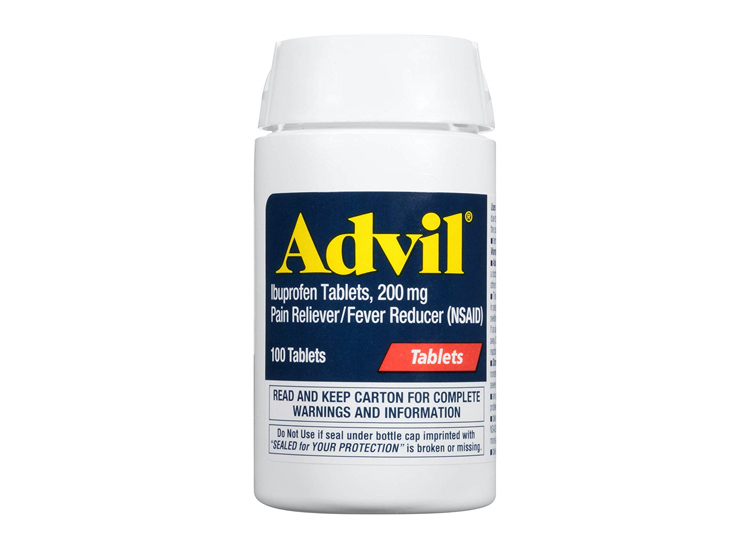 Advil®
Ibuprofen Tablets, 200 mg
Pain Reliever/Fever Reducer (NSAID)
100 Tablets
Tablets
READ AND KEEP CARTON FOR COMPLETE
WARNINGS AND INFORMATION
Do Not Use if seal under bottle cap imprinted with
"SEALED for YOUR PROTECTION" is broken or missing.